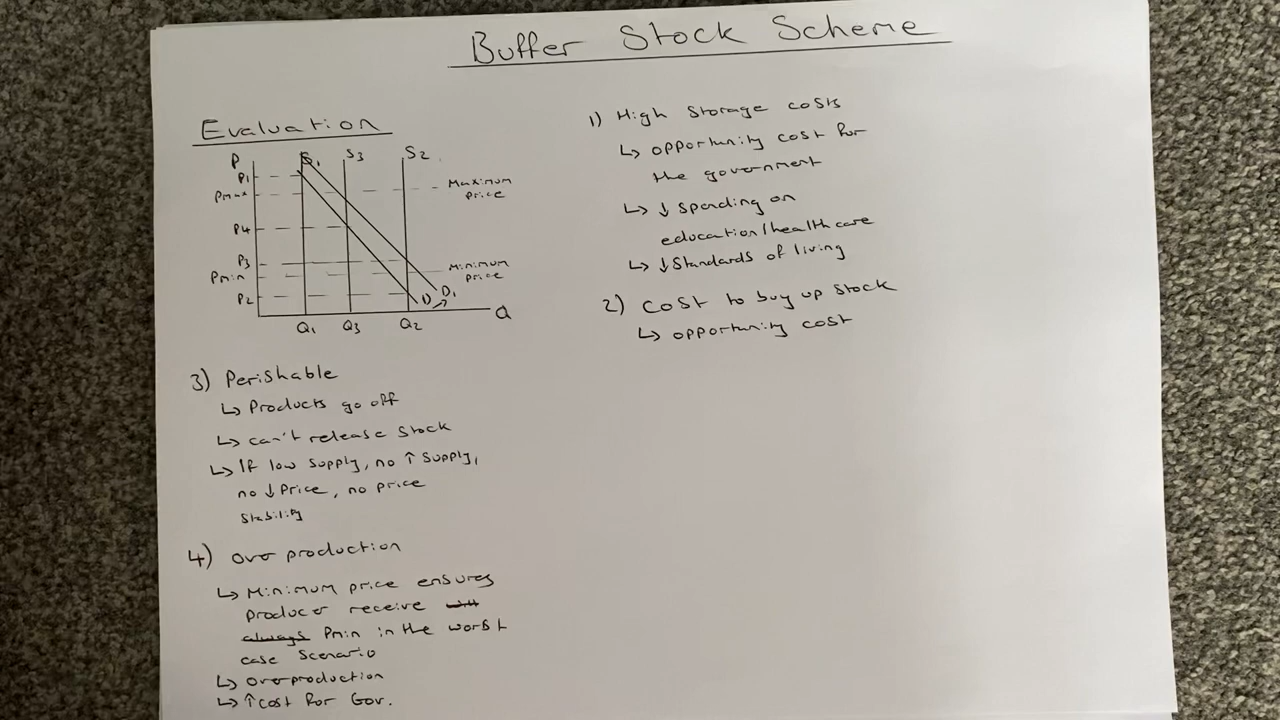 Buffer Stock Scheme
Evaluation
P
P1
Pmax
P4
P3
Pmin
P2
S1
S3
S2
Maximum
price
Minimum
price
D
D1
Q1
Q3
Q2
Q
1) High storage costs
↳ opportunity cost for
the government
↳ ↓ spending on
education/healthcare
↳ ↓ Standards of living
2) Cost to buy up stock
↳ opportunity cost
3) Perishable
↳ Products go off
↳ can't release stock
↳ If low supply, no ↑ supply,
no ↓ Price, no price
stability
4) over production
↳ Minimum price ensures
producer receive will
always Pmin in the worst
case scenario
↳ overproduction
↳ ↑ cost for Gov.